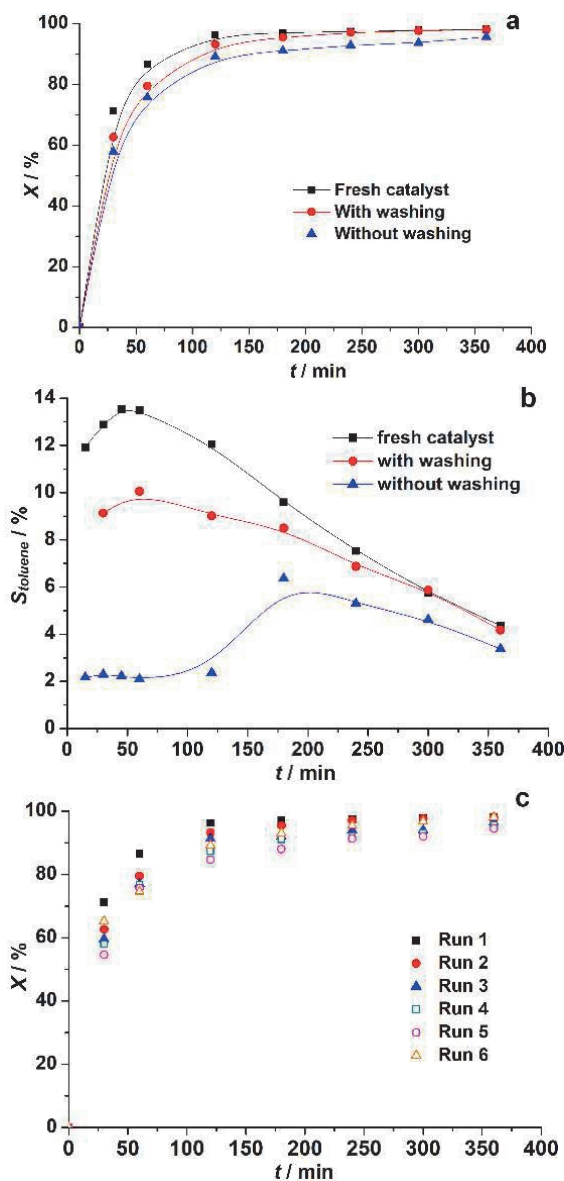 a
100
80
60
40
20
0
X / %
Fresh catalyst
With washing
Without washing
0 50 100 150 200 250 300 350 400
t / min
b
14
12
10
8
6
4
2
0
S toluene / %
fresh catalyst
with washing
without washing
0 50 100 150 200 250 300 350 400
t / min
c
100
80
60
40
20
0
X / %
Run 1
Run 2
Run 3
Run 4
Run 5
Run 6
0 50 100 150 200 250 300 350 400
t / min